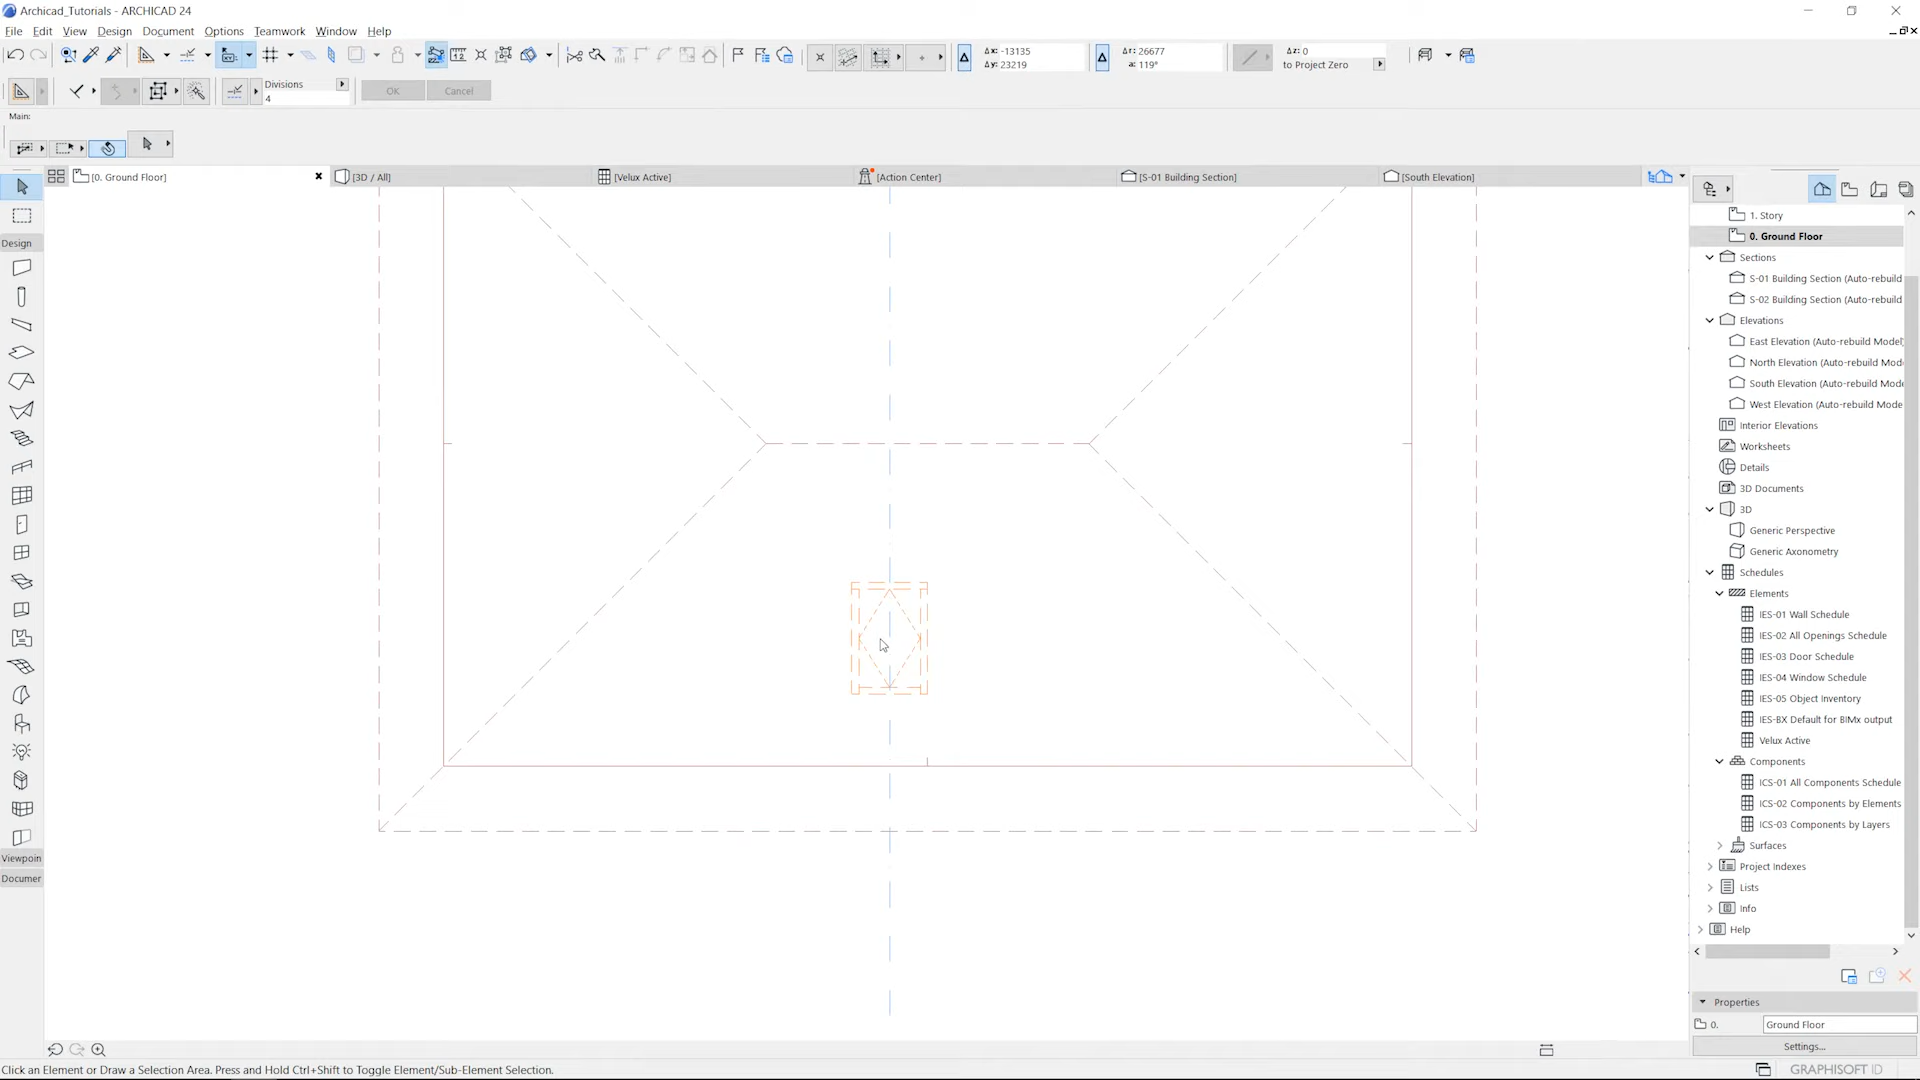 Archicad_Tutorials - ARCHICAD 24
File Edit View Design Document Options Teamwork Window Help
Δx: -13135
Δy: 23219
Δr: 26677
a: 119°
Δz: 0
to Project Zero
Divisions
4
OK
Cancel
Main:
[0. Ground Floor]
[3D / All]
[Velux Active]
[Action Center]
[S-01 Building Section]
[South Elevation]
Design
Viewpoin
Documer
1. Story
0. Ground Floor
Sections
S-01 Building Section (Auto-rebuild
S-02 Building Section (Auto-rebuild
Elevations
East Elevation (Auto-rebuild Model)
North Elevation (Auto-rebuild Mod
South Elevation (Auto-rebuild Mode
West Elevation (Auto-rebuild Mode
Interior Elevations
Worksheets
Details
3D Documents
3D
Generic Perspective
Generic Axonometry
Schedules
Elements
IES-01 Wall Schedule
IES-02 All Openings Schedule
IES-03 Door Schedule
IES-04 Window Schedule
IES-05 Object Inventory
IES-BX Default for BIMx output
Velux Active
Components
ICS-01 All Components Schedule
ICS-02 Components by Elements
ICS-03 Components by Layers
Surfaces
Project Indexes
Lists
Info
Help
Properties
0.
Ground Floor
Settings...
Click an Element or Draw a Selection Area. Press and Hold Ctrl+Shift to Toggle Element/Sub-Element Selection.
GRAPHISOFT ID